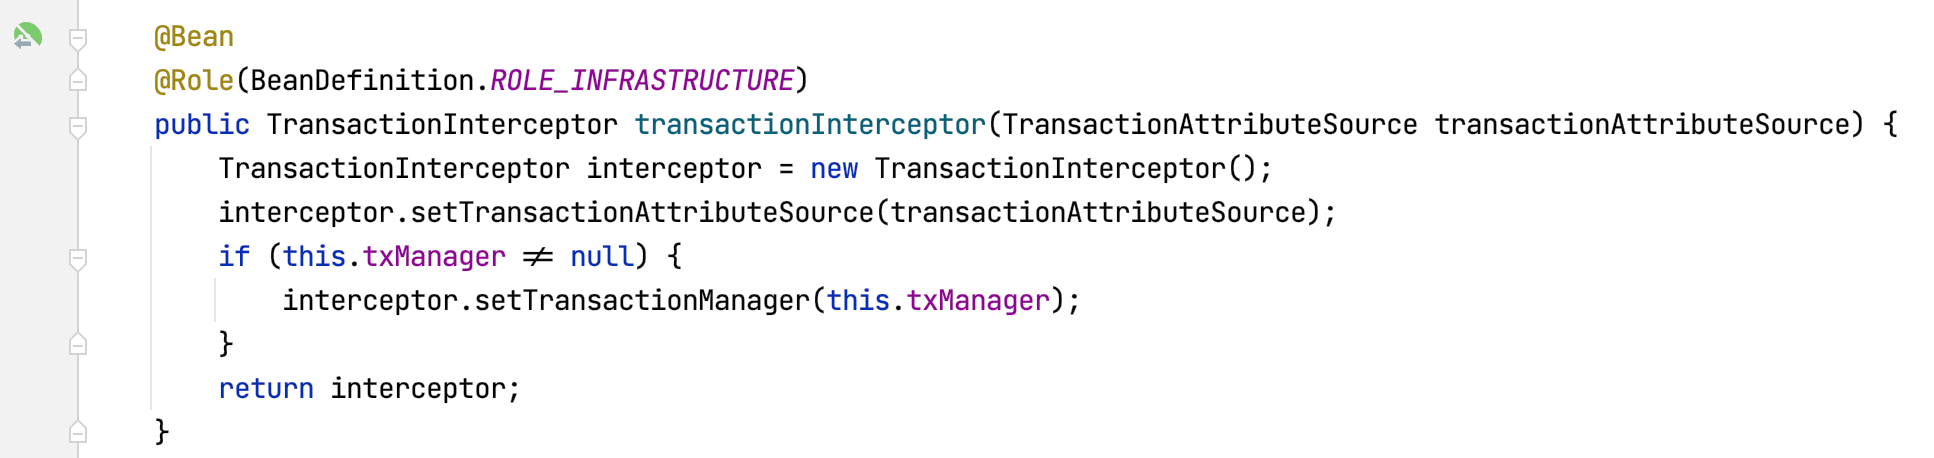 @Bean
@Role(BeanDefinition.ROLE_INFRASTRUCTURE)
public TransactionInterceptor transactionInterceptor(TransactionAttributeSource transactionAttributeSource) {
    TransactionInterceptor interceptor = new TransactionInterceptor();
    interceptor.setTransactionAttributeSource(transactionAttributeSource);
    if (this.txManager ≠ null) {
        interceptor.setTransactionManager(this.txManager);
    }
    return interceptor;
}